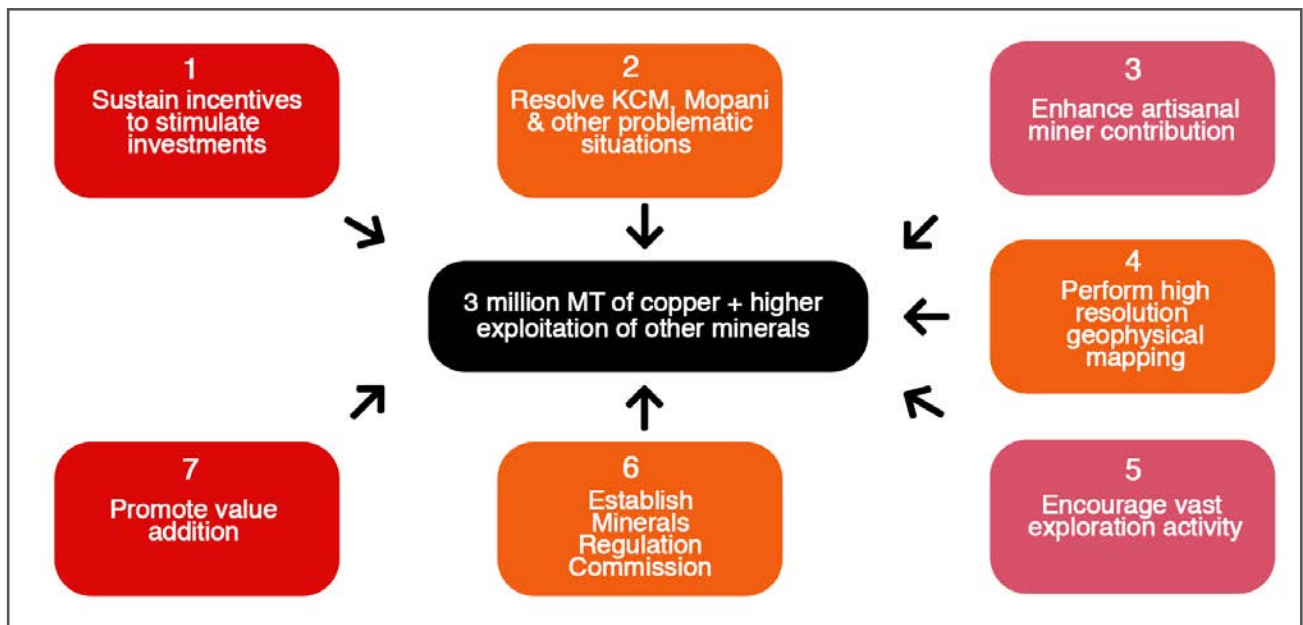 1
Sustain incentives
to stimulate
investments
2
Resolve KCM, Mopani
& other problematic
situations
3
Enhance artisanal
miner contribution
4
Perform high
resolution
geophysical
mapping
3 million MT of copper + higher
exploitation of other minerals
5
Encourage vast
exploration activity
6
Establish
Minerals
Regulation
Commission
7
Promote value
addition